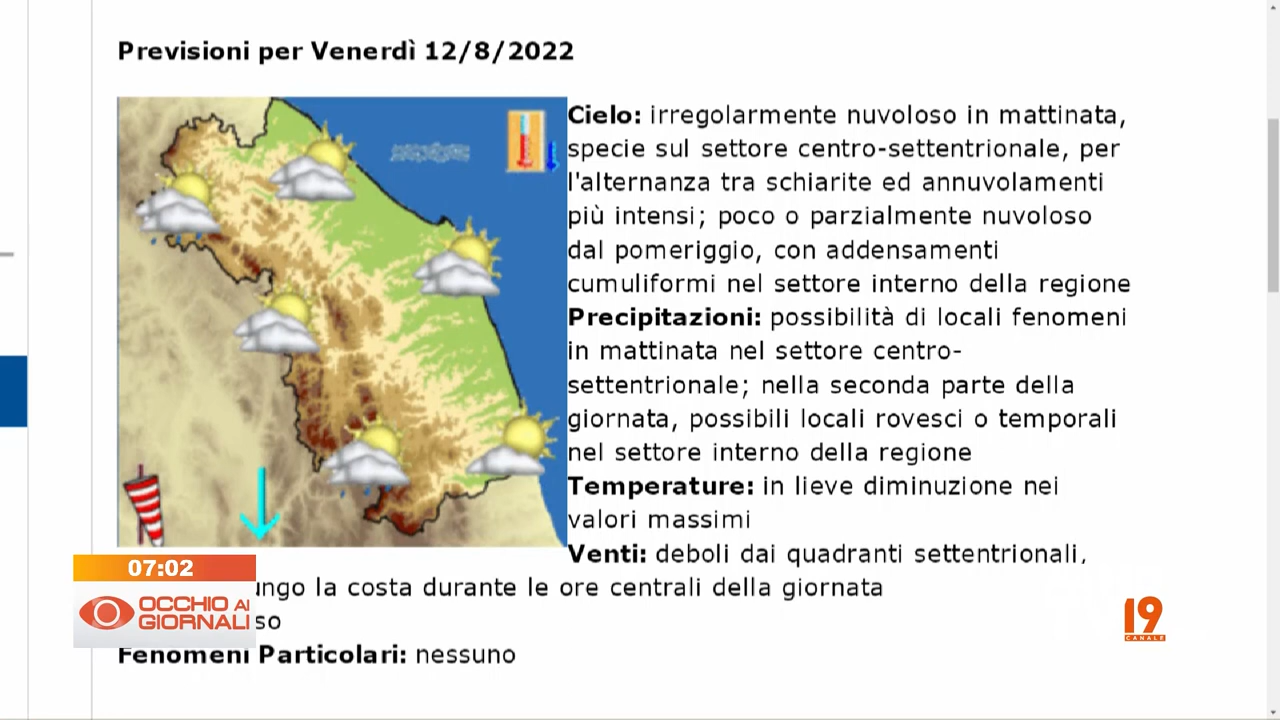 Previsioni per Venerdì 12/8/2022
Cielo: irregolarmente nuvoloso in mattinata,
specie sul settore centro-settentrionale, per
l'alternanza tra schiarite ed annuvolamenti
più intensi; poco o parzialmente nuvoloso
dal pomeriggio, con addensamenti
cumuliformi nel settore interno della regione
Precipitazioni: possibilità di locali fenomeni
in mattinata nel settore centro-
settentrionale; nella seconda parte della
giornata, possibili locali rovesci o temporali
nel settore interno della regione
Temperature: in lieve diminuzione nei
valori massimi
Venti: deboli dai quadranti settentrionali,
ungo la costa durante le ore centrali della giornata
so
Fenomeni Particolari: nessuno
07:02
OCCHIO AI
GIORNALI
19
CANALE